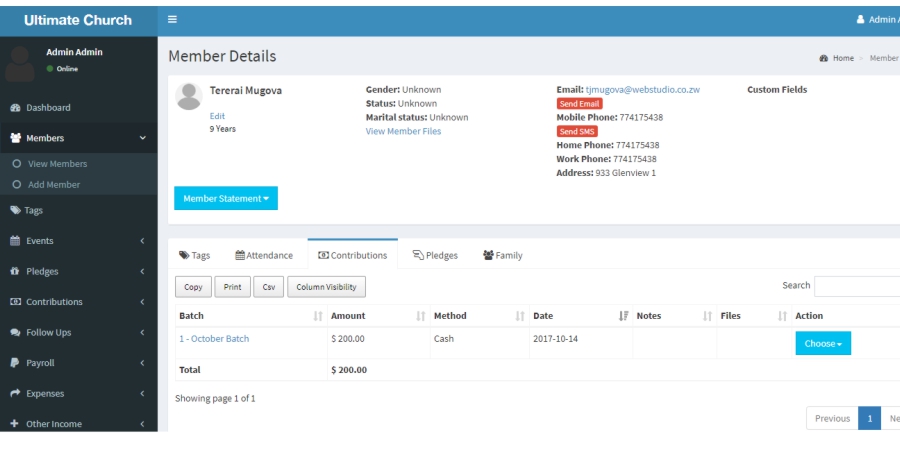 Ultimate Church
Admin A
Admin Admin
Online
Dashboard
Members
View Members
Add Member
Tags
Events
Pledges
Contributions
Follow Ups
Payroll
Expenses
Other Income
Member Details
Home > Member
Tererai Mugova
Edit
9 Years
Gender: Unknown
Status: Unknown
Marital status: Unknown
View Member Files
Email: tjmugova@webstudio.co.zw
Send Email
Mobile Phone: 774175438
Send SMS
Home Phone: 774175438
Work Phone: 774175438
Address: 933 Glenview 1
Custom Fields
Member Statement
Tags Attendance Contributions Pledges Family
Copy Print Csv Column Visibility Search
Batch Amount Method Date Notes Files Action
1 - October Batch $ 200.00 Cash 2017-10-14 Choose
Total $ 200.00
Showing page 1 of 1
Previous 1 Ne